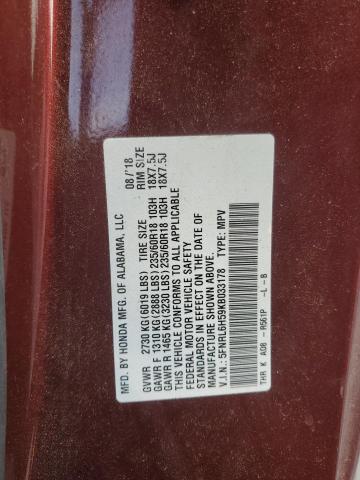 MFD. BY HONDA MFG. OF ALABAMA, LLC 08/'18
GVWR 2730 KG (6019 LBS) TIRE SIZE RIM SIZE
GAWR F 1310 KG (2888 LBS) 235/60R18 103H 18X7.5J
GAWR R 1465 KG (3230 LBS) 235/60R18 103H 18X7.5J
THIS VEHICLE CONFORMS TO ALL APPLICABLE
FEDERAL MOTOR VEHICLE SAFETY
STANDARDS IN EFFECT ON THE DATE OF
MANUFACTURE SHOWN ABOVE.
V.I.N.: 5FNRL6H59KB033178 TYPE: MPV
THR K A08 -R561P -L -B